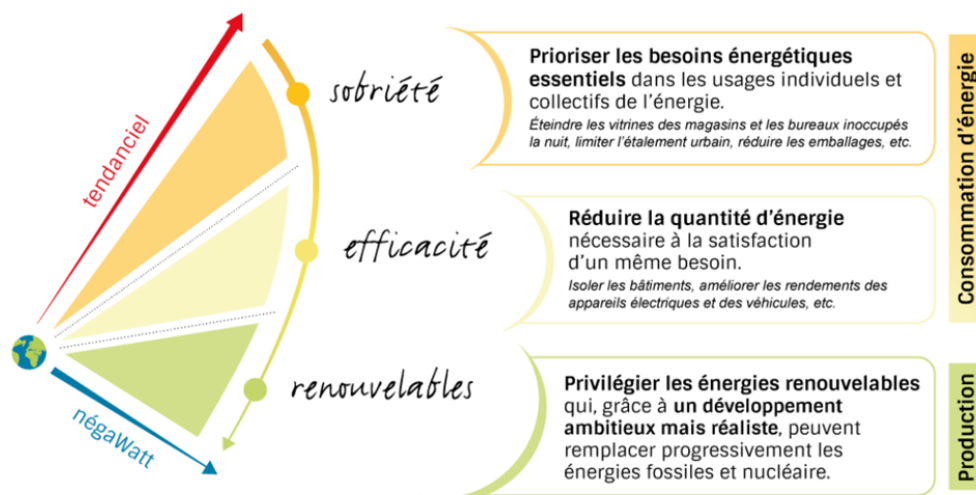 tendanciel
négaWatt
sobriété
Prioriser les besoins énergétiques
essentiels dans les usages individuels et
collectifs de l'énergie.
Éteindre les vitrines des magasins et les bureaux inoccupés
la nuit, limiter l'étalement urbain, réduire les emballages, etc.
efficacité
Réduire la quantité d'énergie
nécessaire à la satisfaction
d'un même besoin.
Isoler les bâtiments, améliorer les rendements des
appareils électriques et des véhicules, etc.
Consommation d'énergie
renouvelables
Privilégier les énergies renouvelables
qui, grâce à un développement
ambitieux mais réaliste, peuvent
remplacer progressivement les
énergies fossiles et nucléaire.
Production